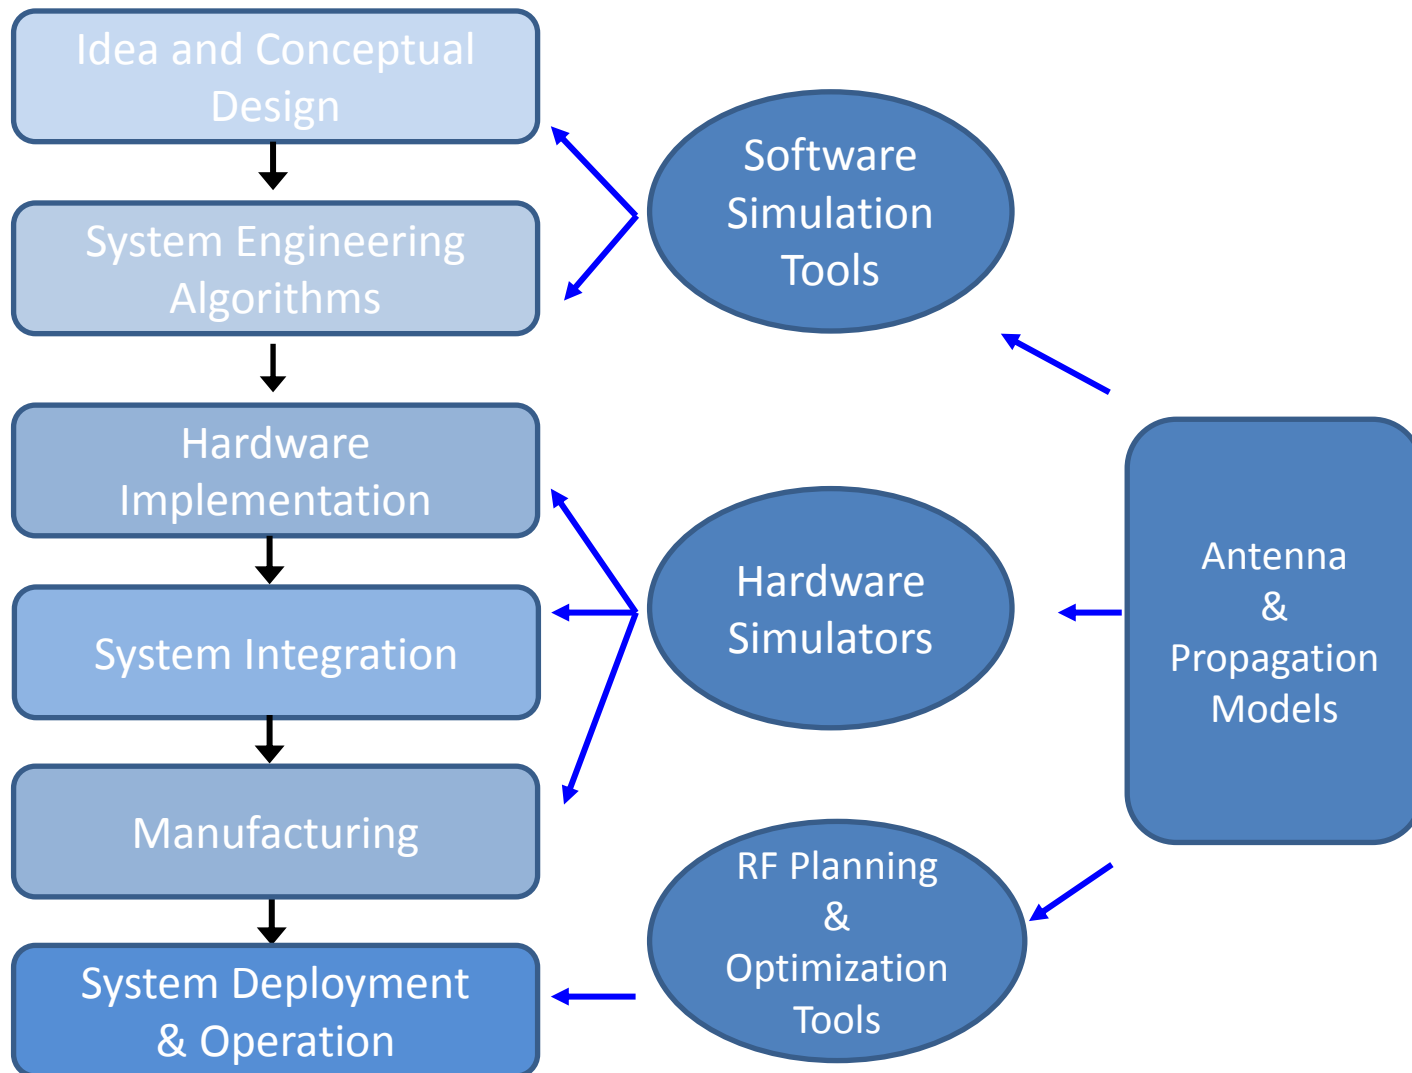 Idea and Conceptual
Design
System Engineering
Algorithms
Hardware
Implementation
System Integration
Manufacturing
System Deployment
& Operation
Software
Simulation
Tools
Hardware
Simulators
RF Planning
&
Optimization
Tools
Antenna
&
Propagation
Models